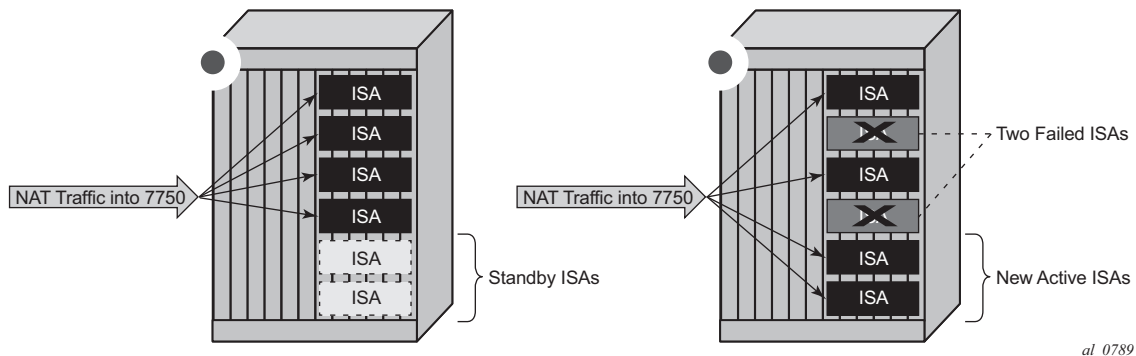 ISA
ISA
ISA
ISA
ISA
ISA
NAT Traffic into 7750
Standby ISAs
ISA
ISA
ISA
ISA
NAT Traffic into 7750
Two Failed ISAs
New Active ISAs
al_0789